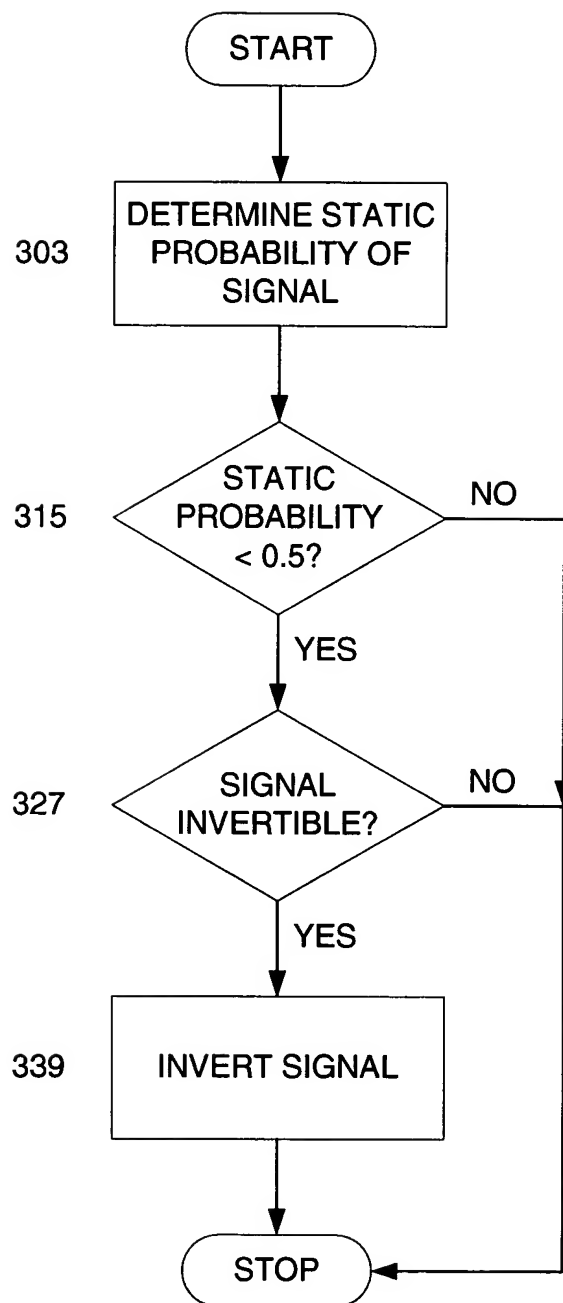 START
303
DETERMINE STATIC
PROBABILITY OF
SIGNAL
315
STATIC
PROBABILITY
< 0.5?
NO
YES
327
SIGNAL
INVERTIBLE?
NO
YES
339
INVERT SIGNAL
STOP